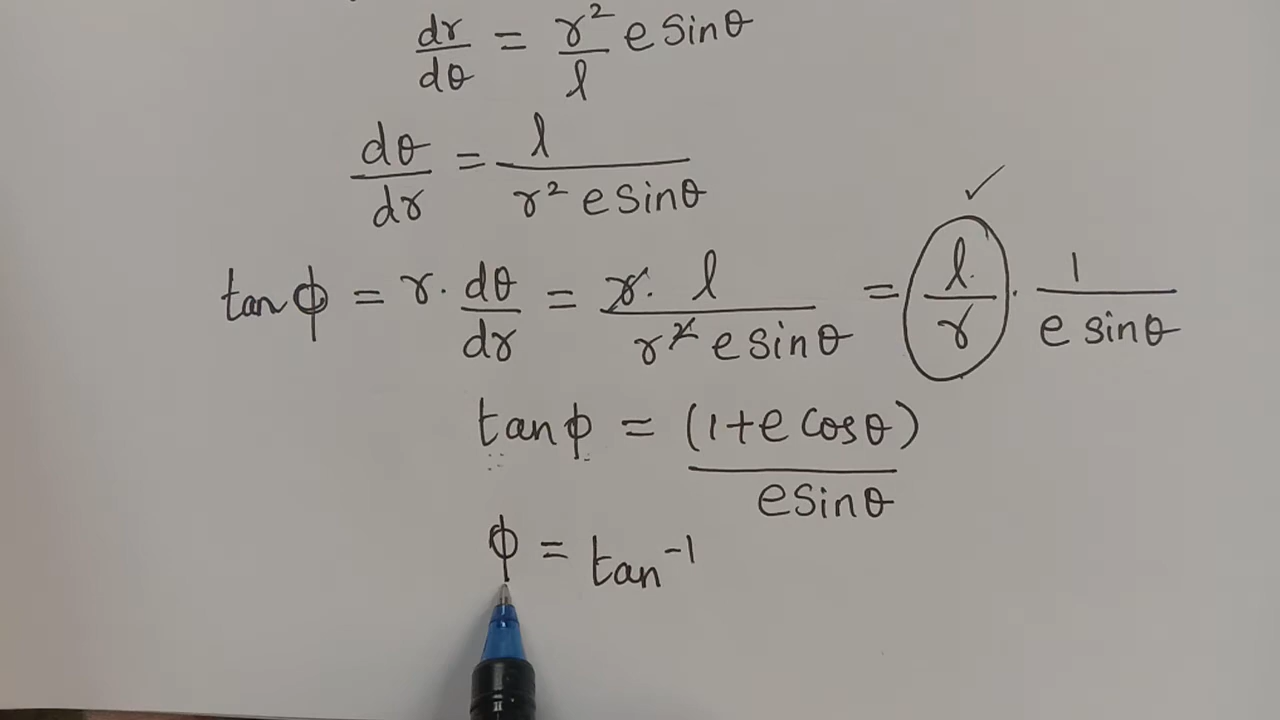 dr/dθ = r²/l e sinθ
dθ/dr = l/(r² e sinθ)
tan ϕ = r · dθ/dr = r · l/(r² e sinθ) = l/r · 1/(e sinθ) ✓
tanϕ = (1+e cosθ)/(e sinθ)
ϕ = tan⁻¹